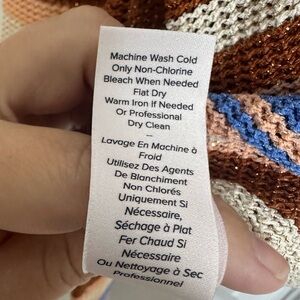 Machine Wash Cold
Only Non-Chlorine
Bleach When Needed
Flat Dry
Warm Iron if Needed
Or Professional
Dry Clean
—
Lavage En Machine à
Froid
Utilisez Des Agents
De Blanchiment
Non Chlorés
Uniquement Si
Nécessaire,
Séchage à Plat
Fer Chaud Si
Nécessaire
Ou Nettoyage à Sec
Professionnel